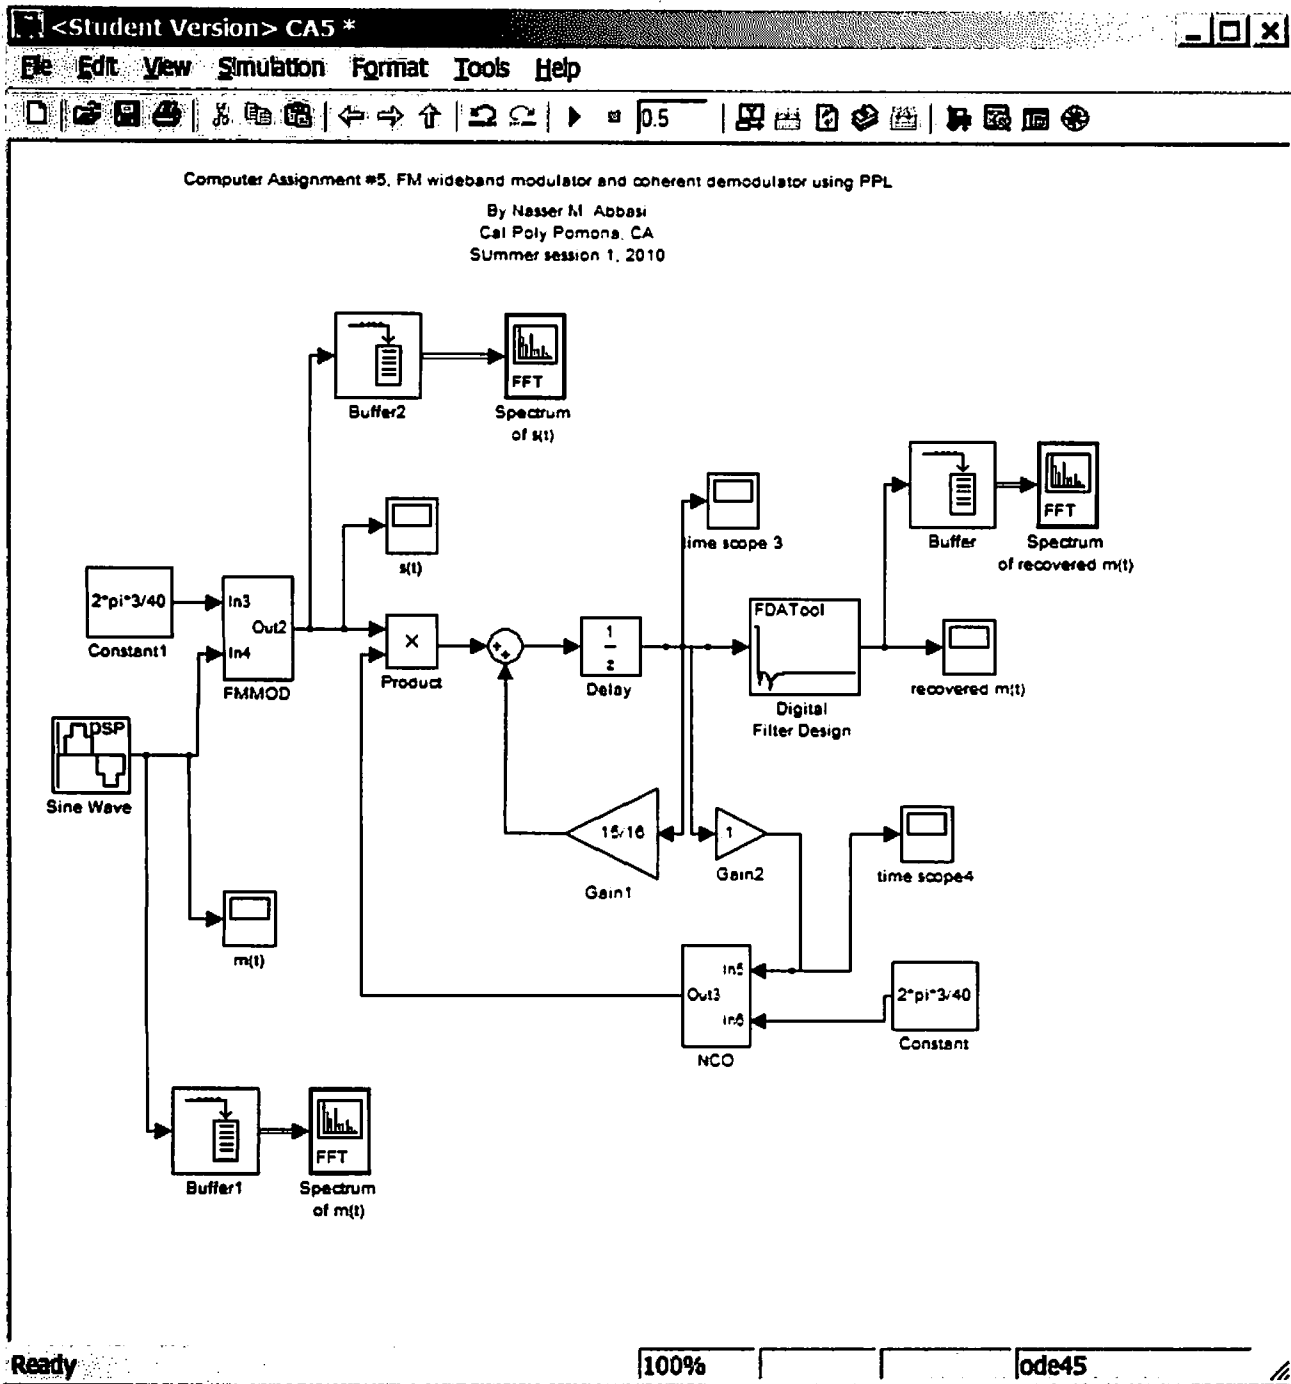 <Student Version> CA5 *
File Edit View Simulation Format Tools Help
0.5
Computer Assignment #5, FM wideband modulator and coherent demodulator using PPL
By Nasser M. Abbasi
Cal Poly Pomona, CA
SUmmer session 1, 2010
FFT
Buffer2
Spectrum
of s(t)
s(t)
time scope 3
FFT
Buffer
Spectrum
of recovered m(t)
2*pi*3/40
Constant1
In3
Out2
In4
FMMOD
×
Product
+
+
1
z
Delay
FDATool
Digital
Filter Design
recovered m(t)
DSP
Sine Wave
15/16
Gain1
1
Gain2
time scope4
m(t)
In5
Out3
In6
NCO
2*pi*3/40
Constant
FFT
Buffer1
Spectrum
of m(t)
Ready
100%
ode45